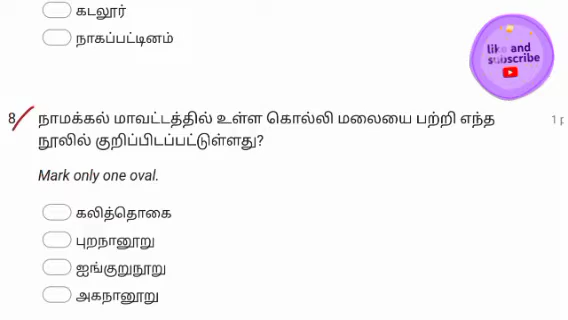 கடலூர்
நாகப்பட்டினம்
like and
subscribe
8 நாமக்கல் மாவட்டத்தில் உள்ள கொல்லி மலையை பற்றி எந்த 1 p
நூலில் குறிப்பிடப்பட்டுள்ளது?
Mark only one oval.
கலித்தொகை
புறநானூறு
ஐங்குறுநூறு
அகநானூறு